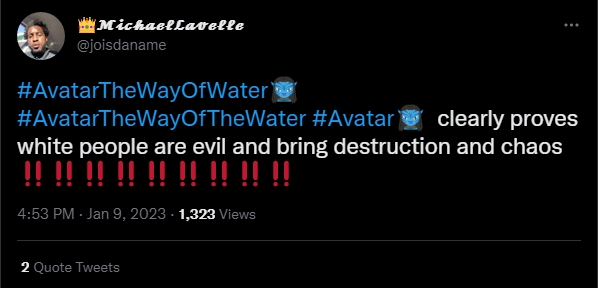 👑𝓜𝓲𝓬𝓱𝓪𝓮𝓵𝓛𝓪𝓿𝓮𝓵𝓵𝓮
@joisdaname
#AvatarTheWayOfWater
#AvatarTheWayOfTheWater #Avatar clearly proves
white people are evil and bring destruction and chaos
‼️‼️‼️‼️‼️‼️‼️‼️‼️
4:53 PM · Jan 9, 2023 · 1,323 Views
2 Quote Tweets